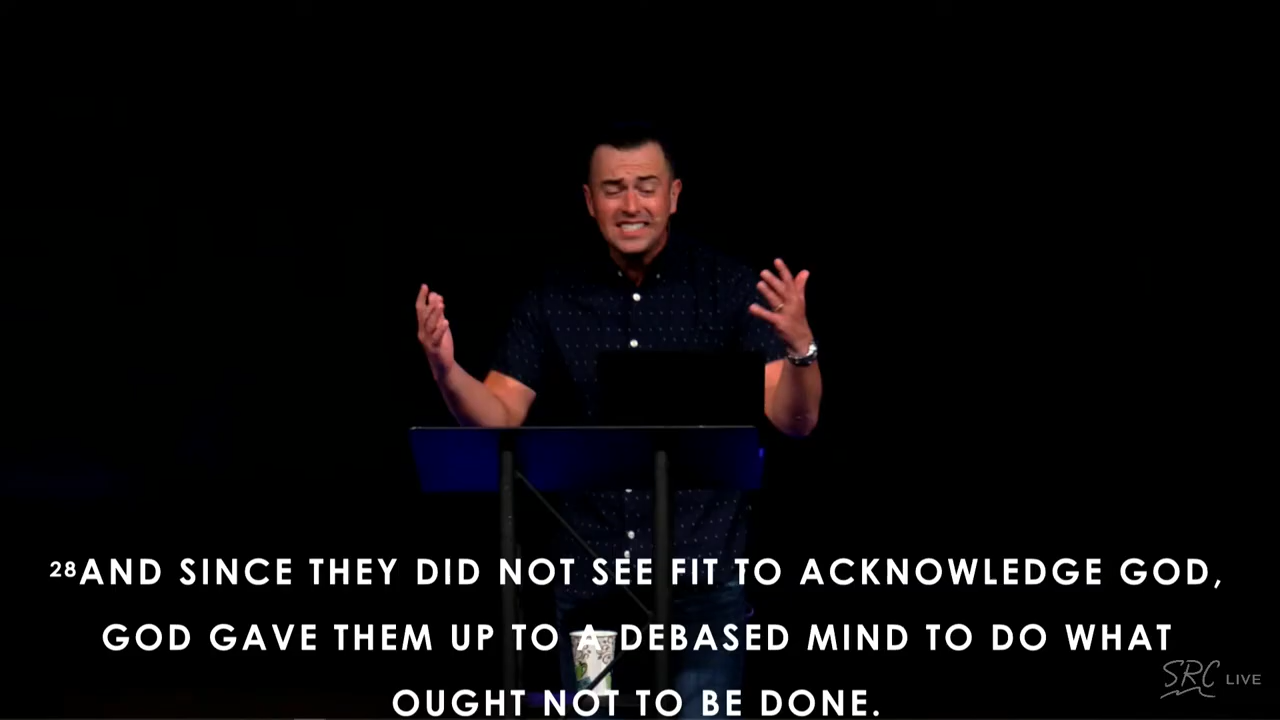 ²⁸AND SINCE THEY DID NOT SEE FIT TO ACKNOWLEDGE GOD,
GOD GAVE THEM UP TO A DEBASED MIND TO DO WHAT
OUGHT NOT TO BE DONE.
SRC LIVE